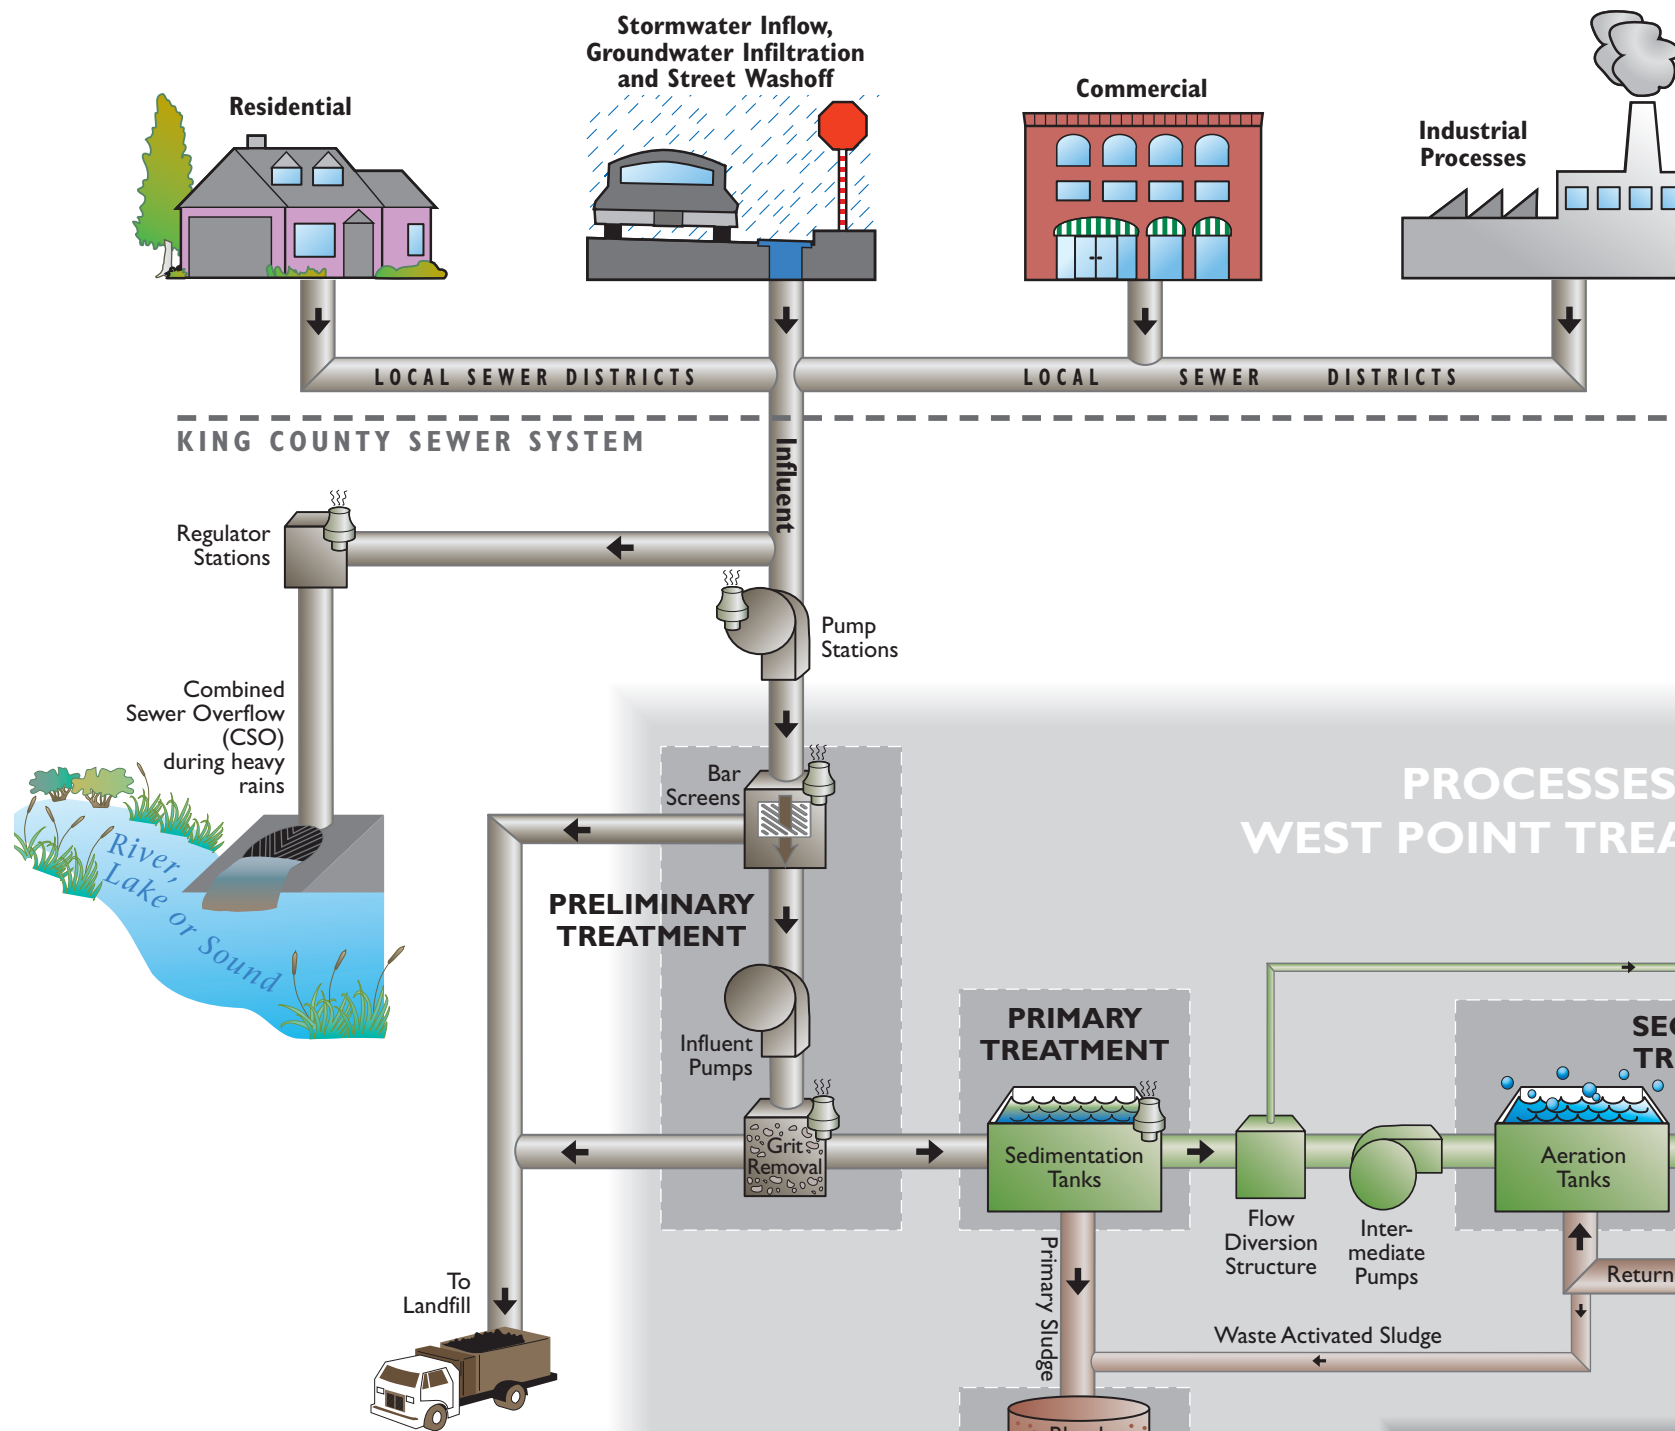 Stormwater Inflow,
Groundwater Infiltration
and Street Washoff
Residential
Commercial
Industrial
Processes
LOCAL SEWER DISTRICTS
LOCAL SEWER DISTRICTS
KING COUNTY SEWER SYSTEM
Influent
Regulator
Stations
Pump
Stations
Combined
Sewer Overflow
(CSO)
during heavy
rains
River,
Lake or Sound
Bar
Screens
PROCESSES
WEST POINT TREA
PRELIMINARY
TREATMENT
Influent
Pumps
PRIMARY
TREATMENT
SEC
TR
Grit
Removal
Sedimentation
Tanks
Aeration
Tanks
Flow
Diversion
Structure
Inter-
mediate
Pumps
Primary Sludge
Return
To
Landfill
Waste Activated Sludge